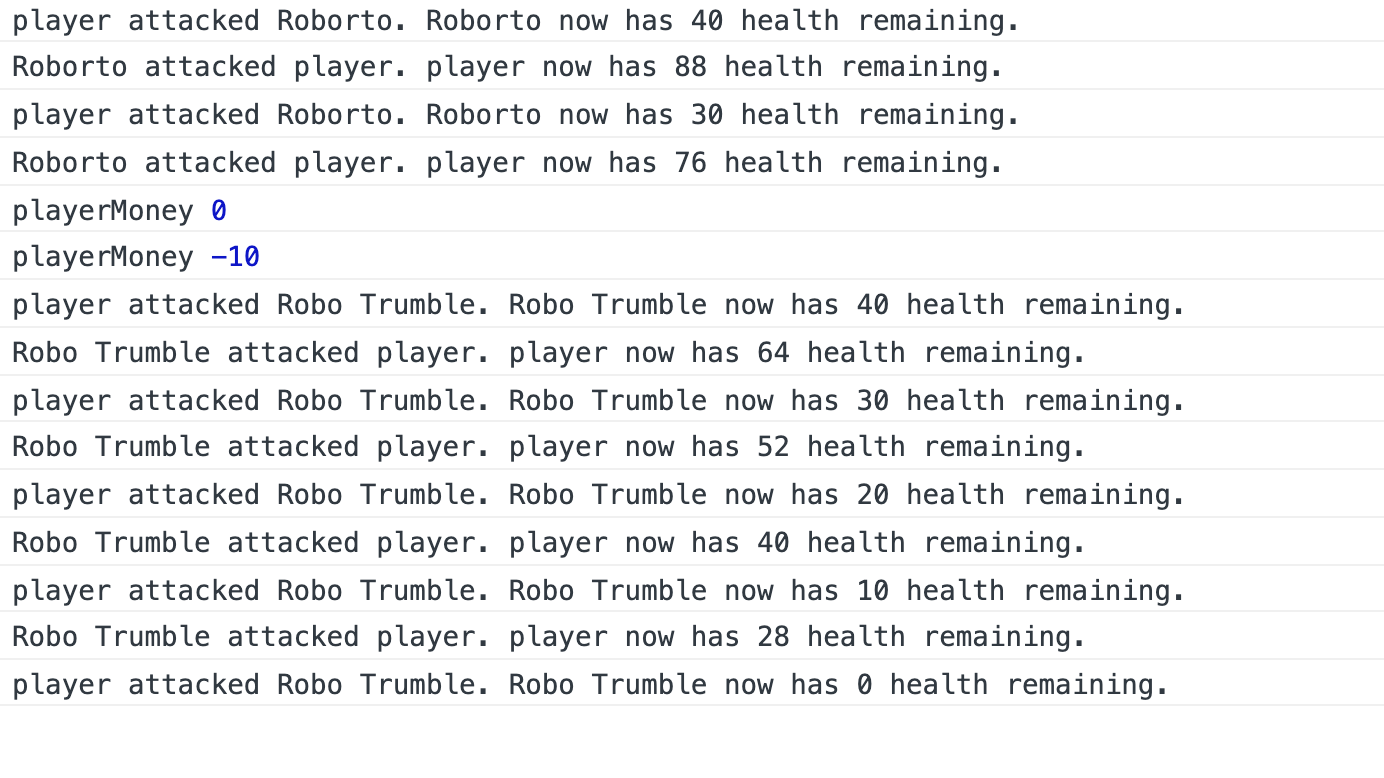 player attacked Roborto. Roborto now has 40 health remaining.
Roborto attacked player. player now has 88 health remaining.
player attacked Roborto. Roborto now has 30 health remaining.
Roborto attacked player. player now has 76 health remaining.
playerMoney 0
playerMoney -10
player attacked Robo Trumble. Robo Trumble now has 40 health remaining.
Robo Trumble attacked player. player now has 64 health remaining.
player attacked Robo Trumble. Robo Trumble now has 30 health remaining.
Robo Trumble attacked player. player now has 52 health remaining.
player attacked Robo Trumble. Robo Trumble now has 20 health remaining.
Robo Trumble attacked player. player now has 40 health remaining.
player attacked Robo Trumble. Robo Trumble now has 10 health remaining.
Robo Trumble attacked player. player now has 28 health remaining.
player attacked Robo Trumble. Robo Trumble now has 0 health remaining.